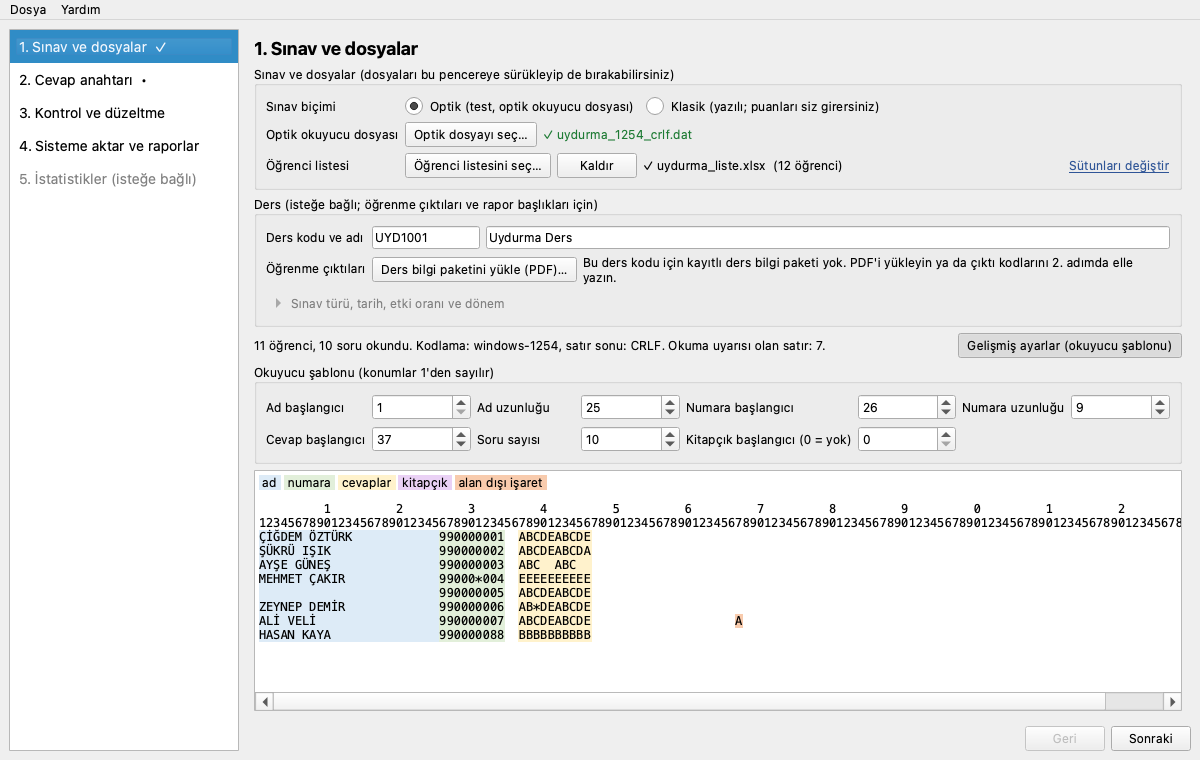 Dosya Yardım
1. Sınav ve dosyalar ✓
2. Cevap anahtarı •
3. Kontrol ve düzeltme
4. Sisteme aktar ve raporlar
5. İstatistikler (isteğe bağlı)
1. Sınav ve dosyalar
Sınav ve dosyalar (dosyaları bu pencereye sürükleyip de bırakabilirsiniz)
Sınav biçimi Optik (test, optik okuyucu dosyası) Klasik (yazılı; puanları siz girersiniz)
Optik okuyucu dosyası Optik dosyayı seç... ✓ uydurma_1254_crlf.dat
Öğrenci listesi Öğrenci listesini seç... Kaldır ✓ uydurma_liste.xlsx (12 öğrenci) Sütunları değiştir
Ders (isteğe bağlı; öğrenme çıktıları ve rapor başlıkları için)
Ders kodu ve adı UYD1001 Uydurma Ders
Öğrenme çıktıları Ders bilgi paketini yükle (PDF)... Bu ders kodu için kayıtlı ders bilgi paketi yok. PDF'i yükleyin ya da çıktı kodlarını 2. adımda elle
yazın.
Sınav türü, tarih, etki oranı ve dönem
11 öğrenci, 10 soru okundu. Kodlama: windows-1254, satır sonu: CRLF. Okuma uyarısı olan satır: 7. Gelişmiş ayarlar (okuyucu şablonu)
Okuyucu şablonu (konumlar 1'den sayılır)
Ad başlangıcı 1 Ad uzunluğu 25 Numara başlangıcı 26 Numara uzunluğu 9
Cevap başlangıcı 37 Soru sayısı 10 Kitapçık başlangıcı (0 = yok) 0
ad numara cevaplar kitapçık alan dışı işaret
1 2 3 4 5 6 7 8 9 0 1 2
12345678901234567890123456789012345678901234567890123456789012345678901234567890123456789012345678901234567890123456789012345678
ÇİĞDEM ÖZTÜRK 990000001 ABCDEABCDE
ŞÜKRÜ IŞIK 990000002 ABCDEABCDA
AYŞE GÜNEŞ 990000003 ABC  ABC
MEHMET ÇAKIR 99000*004 EEEEEEEEEE
990000005 ABCDEABCDE
ZEYNEP DEMİR 990000006 AB*DEABCDE
ALİ VELİ 990000007 ABCDEABCDE A
HASAN KAYA 990000088 BBBBBBBBBB
Geri Sonraki